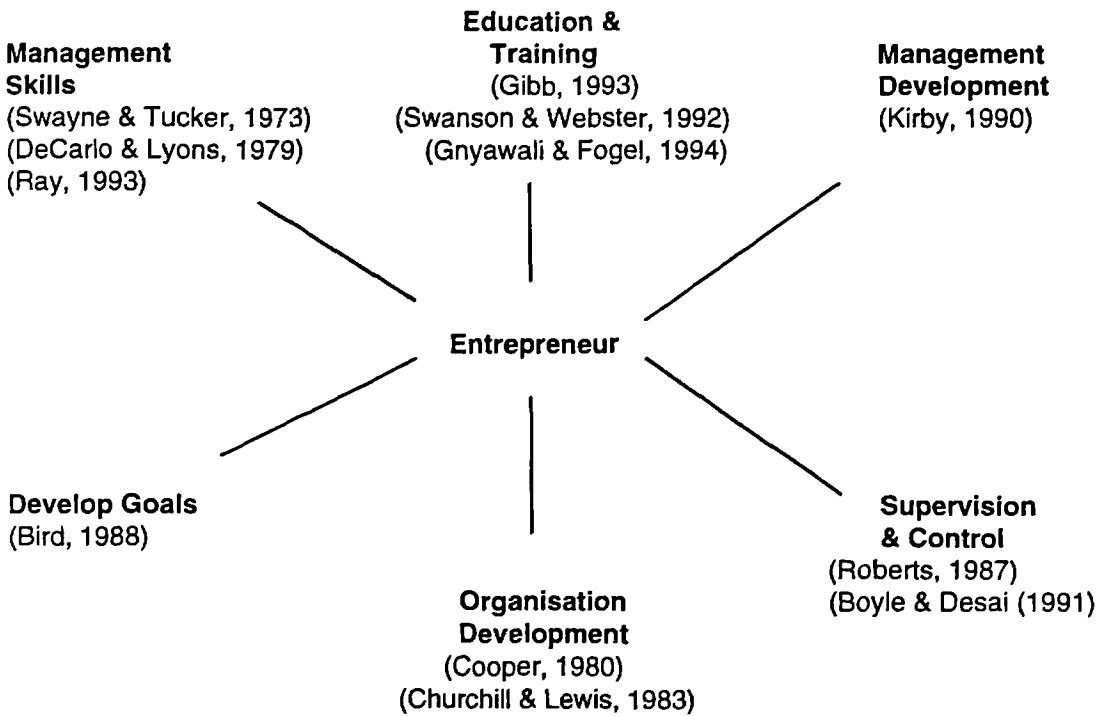 Management
Skills
(Swayne & Tucker, 1973)
(DeCarlo & Lyons, 1979)
(Ray, 1993)
Education &
Training
(Gibb, 1993)
(Swanson & Webster, 1992)
(Gnyawali & Fogel, 1994)
Management
Development
(Kirby, 1990)
Entrepreneur
Develop Goals
(Bird, 1988)
Organisation
Development
(Cooper, 1980)
(Churchill & Lewis, 1983)
Supervision
& Control
(Roberts, 1987)
(Boyle & Desai (1991)